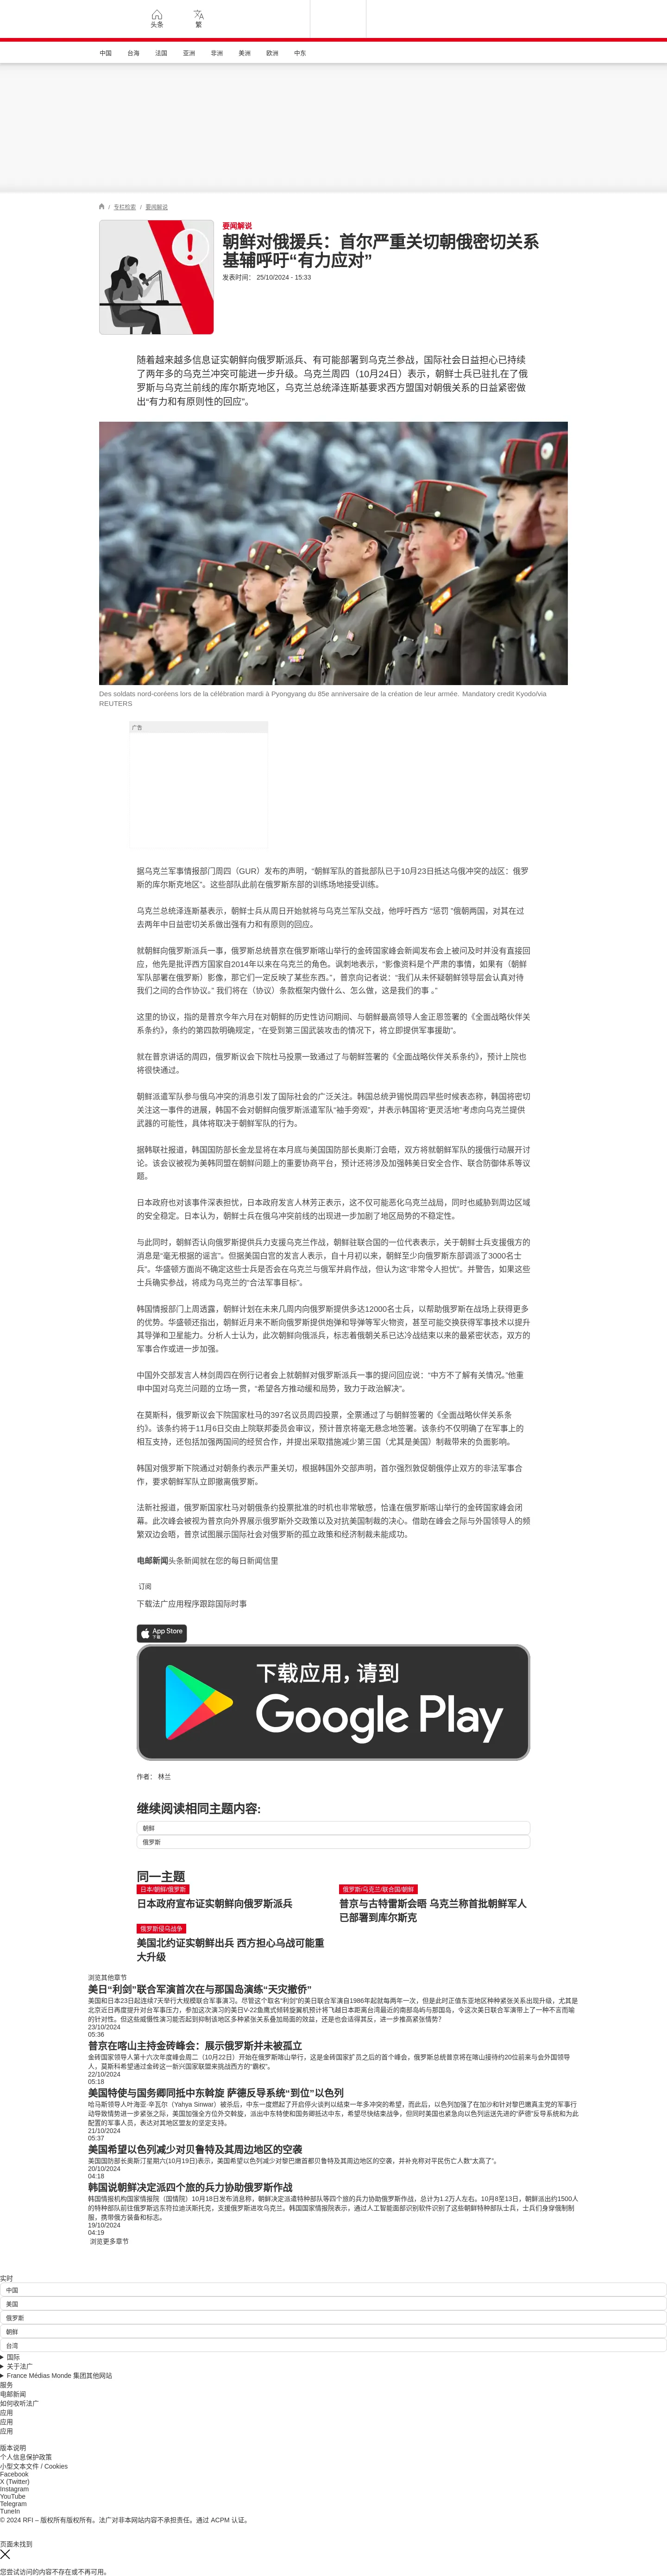 头条
繁
中国
台海
法国
亚洲
非洲
美洲
欧洲
中东
/ 专栏检索 / 要闻解说
要闻解说
朝鲜对俄援兵：首尔严重关切朝俄密切关系
基辅呼吁“有力应对”
发表时间： 25/10/2024 - 15:33
随着越来越多信息证实朝鲜向俄罗斯派兵、有可能部署到乌克兰参战，国际社会日益担心已持续
了两年多的乌克兰冲突可能进一步升级。乌克兰周四（10月24日）表示，朝鲜士兵已驻扎在了俄
罗斯与乌克兰前线的库尔斯克地区，乌克兰总统泽连斯基要求西方盟国对朝俄关系的日益紧密做
出“有力和有原则性的回应”。
Des soldats nord-coréens lors de la célébration mardi à Pyongyang du 85e anniversaire de la création de leur armée. Mandatory credit Kyodo/via
REUTERS
广告
据乌克兰军事情报部门周四（GUR）发布的声明，“朝鲜军队的首批部队已于10月23日抵达乌俄冲突的战区：俄罗
斯的库尔斯克地区”。这些部队此前在俄罗斯东部的训练场地接受训练。
乌克兰总统泽连斯基表示，朝鲜士兵从周日开始就将与乌克兰军队交战，他呼吁西方 “惩罚 ”俄朝两国，对其在过
去两年中日益密切关系做出强有力和有原则的回应。
就朝鲜向俄罗斯派兵一事，俄罗斯总统普京在俄罗斯喀山举行的金砖国家峰会新闻发布会上被问及时并没有直接回
应，他先是批评西方国家自2014年以来在乌克兰的角色。讽刺地表示，“影像资料是个严肃的事情，如果有（朝鲜
军队部署在俄罗斯）影像，那它们一定反映了某些东西。”，普京向记者说：“我们从未怀疑朝鲜领导层会认真对待
我们之间的合作协议。” 我们将在（协议）条款框架内做什么、怎么做，这是我们的事 。”
这里的协议，指的是普京今年六月在对朝鲜的历史性访问期间、与朝鲜最高领导人金正恩签署的《全面战略伙伴关
系条约》，条约的第四款明确规定，“在受到第三国武装攻击的情况下，将立即提供军事援助”。
就在普京讲话的周四，俄罗斯议会下院杜马投票一致通过了与朝鲜签署的《全面战略伙伴关系条约》，预计上院也
将很快通过。
朝鲜派遣军队参与俄乌冲突的消息引发了国际社会的广泛关注。韩国总统尹锡悦周四早些时候表态称，韩国将密切
关注这一事件的进展，韩国不会对朝鲜向俄罗斯派遣军队“袖手旁观”，并表示韩国将“更灵活地”考虑向乌克兰提供
武器的可能性，具体将取决于朝鲜军队的行为。
据韩联社报道，韩国国防部长金龙显将在本月底与美国国防部长奥斯汀会晤，双方将就朝鲜军队的援俄行动展开讨
论。该会议被视为美韩同盟在朝鲜问题上的重要协商平台，预计还将涉及加强韩美日安全合作、联合防御体系等议
题。
日本政府也对该事件深表担忧，日本政府发言人林芳正表示，这不仅可能恶化乌克兰战局，同时也威胁到周边区域
的安全稳定。日本认为，朝鲜士兵在俄乌冲突前线的出现进一步加剧了地区局势的不稳定性。
与此同时，朝鲜否认向俄罗斯提供兵力支援乌克兰作战，朝鲜驻联合国的一位代表表示，关于朝鲜士兵支援俄方的
消息是“毫无根据的谣言”。但据美国白宫的发言人表示，自十月初以来，朝鲜至少向俄罗斯东部调派了3000名士
兵”。华盛顿方面尚不确定这些士兵是否会在乌克兰与俄军并肩作战，但认为这“非常令人担忧”。并警告，如果这些
士兵确实参战，将成为乌克兰的“合法军事目标”。
韩国情报部门上周透露，朝鲜计划在未来几周内向俄罗斯提供多达12000名士兵，以帮助俄罗斯在战场上获得更多
的优势。华盛顿还指出，朝鲜近月来不断向俄罗斯提供炮弹和导弹等军火物资，甚至可能交换获得军事技术以提升
其导弹和卫星能力。分析人士认为，此次朝鲜向俄派兵，标志着俄朝关系已达冷战结束以来的最紧密状态，双方的
军事合作或进一步加强。
中国外交部发言人林剑周四在例行记者会上就朝鲜对俄罗斯派兵一事的提问回应说：“中方不了解有关情况。”他重
申中国对乌克兰问题的立场一贯，“希望各方推动缓和局势，致力于政治解决”。
在莫斯科，俄罗斯议会下院国家杜马的397名议员周四投票，全票通过了与朝鲜签署的《全面战略伙伴关系条
约》。该条约将于11月6日交由上院联邦委员会审议，预计普京将毫无悬念地签署。该条约不仅明确了在军事上的
相互支持，还包括加强两国间的经贸合作，并提出采取措施减少第三国（尤其是美国）制裁带来的负面影响。
韩国对俄罗斯下院通过对朝条约表示严重关切，根据韩国外交部声明，首尔强烈敦促朝俄停止双方的非法军事合
作，要求朝鲜军队立即撤离俄罗斯。
法新社报道，俄罗斯国家杜马对朝俄条约投票批准的时机也非常敏感，恰逢在俄罗斯喀山举行的金砖国家峰会闭
幕。此次峰会被视为普京向外界展示俄罗斯外交政策以及对抗美国制裁的决心。借助在峰会之际与外国领导人的频
繁双边会晤，普京试图展示国际社会对俄罗斯的孤立政策和经济制裁未能成功。
电邮新闻头条新闻就在您的每日新闻信里
订阅
下载法广应用程序跟踪国际时事
App Store
下载
下载应用，请到
Google Play
作者： 林兰
继续阅读相同主题内容:
朝鲜
俄罗斯
同一主题
日本/朝鲜/俄罗斯
日本政府宣布证实朝鲜向俄罗斯派兵
俄罗斯/乌克兰/联合国/朝鲜
普京与古特雷斯会晤 乌克兰称首批朝鲜军人
已部署到库尔斯克
俄罗斯侵乌战争
美国北约证实朝鲜出兵 西方担心乌战可能重
大升级
浏览其他章节
美日“利剑”联合军演首次在与那国岛演练“天灾撤侨”
美国和日本23日起连续7天举行大规模联合军事演习。尽管这个取名“利剑”的美日联合军演自1986年起就每两年一次，但是此时正值东亚地区种种紧张关系出现升级，尤其是
北京近日再度提升对台军事压力，参加这次演习的美日V-22鱼鹰式倾转旋翼机预计将飞越日本距离台湾最近的南部岛屿与那国岛，令这次美日联合军演带上了一种不言而喻
的针对性。但这些威慑性演习能否起到抑制该地区多种紧张关系叠加局面的效益，还是也会适得其反，进一步推高紧张情势?
23/10/2024
05:36
普京在喀山主持金砖峰会：展示俄罗斯并未被孤立
金砖国家领导人第十六次年度峰会周二（10月22日）开始在俄罗斯喀山举行，这是金砖国家扩员之后的首个峰会，俄罗斯总统普京将在喀山接待约20位前来与会外国领导
人，莫斯科希望通过金砖这一新兴国家联盟来挑战西方的“霸权”。
22/10/2024
05:18
美国特使与国务卿同抵中东斡旋 萨德反导系统“到位”以色列
哈马斯领导人叶海亚·辛瓦尔（Yahya Sinwar）被杀后，中东一度燃起了开启停火谈判以结束一年多冲突的希望，而此后，以色列加强了在加沙和针对黎巴嫩真主党的军事行
动导致情势进一步紧张之际，美国加强全方位外交斡旋，派出中东特使和国务卿抵达中东，希望尽快结束战争，但同时美国也紧急向以色列运送先进的“萨德”反导系统和为此
配置的军事人员，表达对其地区盟友的坚定支持。
21/10/2024
05:37
美国希望以色列减少对贝鲁特及其周边地区的空袭
美国国防部长奥斯汀星期六(10月19日)表示，美国希望以色列减少对黎巴嫩首都贝鲁特及其周边地区的空袭，并补充称对平民伤亡人数“太高了”。
20/10/2024
04:18
韩国说朝鲜决定派四个旅的兵力协助俄罗斯作战
韩国情报机构国家情报院（国情院）10月18日发布消息称，朝鲜决定派遣特种部队等四个旅的兵力协助俄罗斯作战，总计为1.2万人左右。10月8至13日，朝鲜派出约1500人
的特种部队前往俄罗斯远东符拉迪沃斯托克，支援俄罗斯进攻乌克兰。韩国国家情报院表示，通过人工智能面部识别软件识别了这些朝鲜特种部队士兵，士兵们身穿俄制制
服，携带俄方装备和标志。
19/10/2024
04:19
浏览更多章节
实时
中国
美国
俄罗斯
朝鲜
台湾
国际
关于法广
France Médias Monde 集团其他网站
服务
电邮新闻
如何收听法广
应用
应用
应用
版本说明
个人信息保护政策
小型文本文件 / Cookies
Facebook
X (Twitter)
Instagram
YouTube
Telegram
TuneIn
© 2024 RFI – 版权所有版权所有。法广对非本网站内容不承担责任。通过 ACPM 认证。
页面未找到
您尝试访问的内容不存在或不再可用。